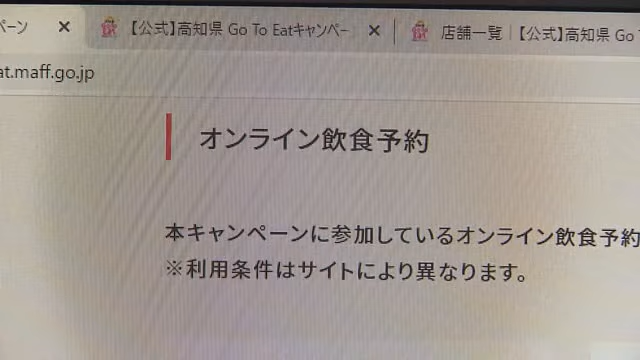 ーン × 【公式】高知県 Go To Eatキャンペー × 店舗一覧｜【公式】高知県 Go T
at.maff.go.jp
オンライン飲食予約
本キャンペーンに参加しているオンライン飲食予約
※利用条件はサイトにより異なります。